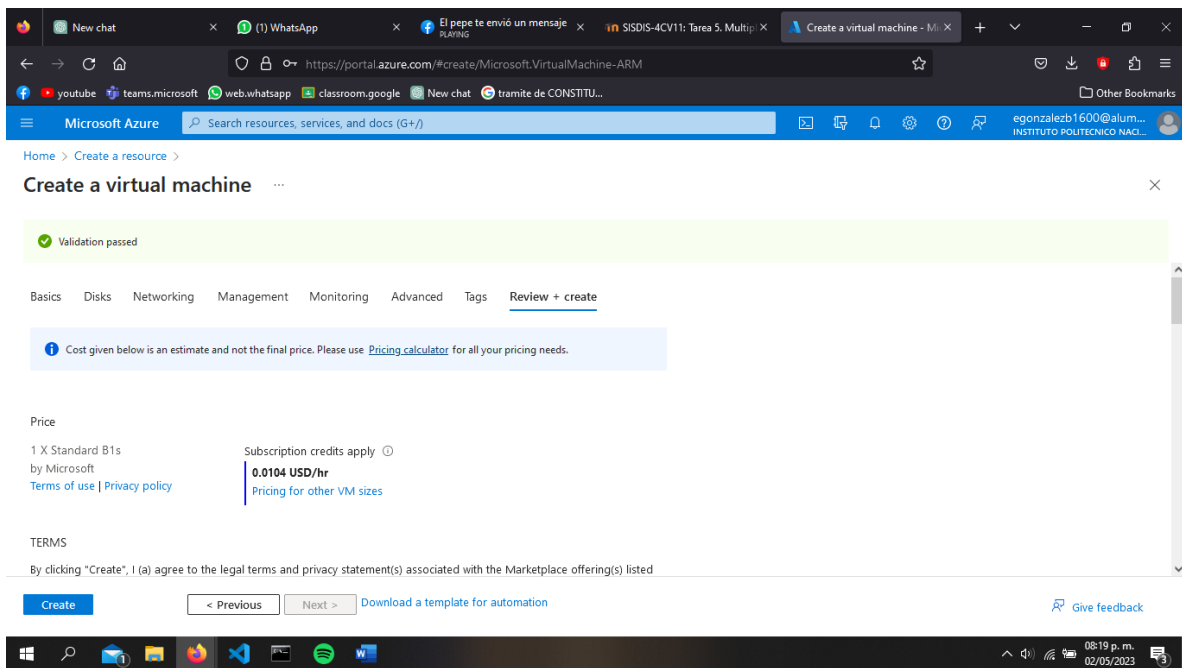 New chat
(1) WhatsApp
El pepe te envió un mensaje
PLAYING
SISDIS-4CV11: Tarea 5. Multipl
Create a virtual machine - Mi
https://portal.azure.com/#create/Microsoft.VirtualMachine-ARM
youtube teams.microsoft web.whatsapp classroom.google New chat tramite de CONSTITU... Other Bookmarks
Microsoft Azure Search resources, services, and docs (G+/) egonzalezb1600@alum...
INSTITUTO POLITECNICO NACI...
Home > Create a resource >
Create a virtual machine ...
Validation passed
Basics Disks Networking Management Monitoring Advanced Tags Review + create
Cost given below is an estimate and not the final price. Please use Pricing calculator for all your pricing needs.
Price
1 X Standard B1s
by Microsoft
Terms of use | Privacy policy
Subscription credits apply
0.0104 USD/hr
Pricing for other VM sizes
TERMS
By clicking "Create", I (a) agree to the legal terms and privacy statement(s) associated with the Marketplace offering(s) listed
Create < Previous Next > Download a template for automation Give feedback
1
08:19 p. m.
02/05/2023
3